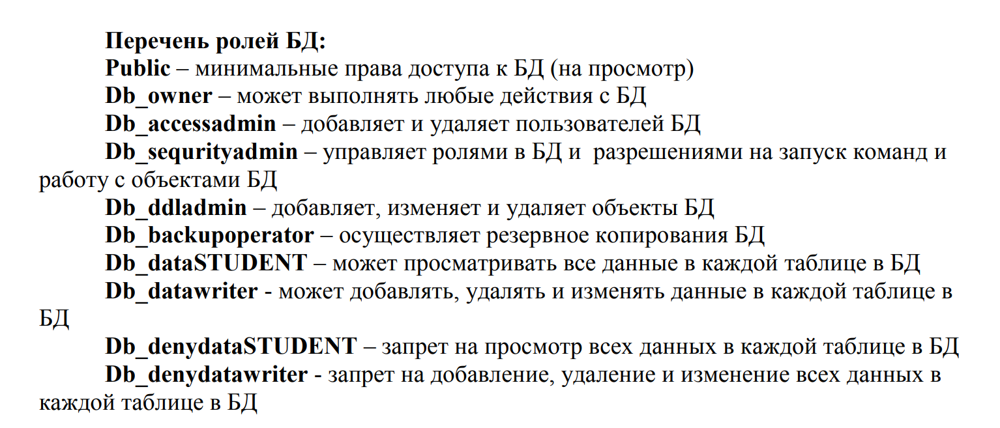 Перечень ролей БД:
Public – минимальные права доступа к БД (на просмотр)
Db_owner – может выполнять любые действия с БД
Db_accessadmin – добавляет и удаляет пользователей БД
Db_sequrityadmin – управляет ролями в БД и  разрешениями на запуск команд и
работу с объектами БД
Db_ddladmin – добавляет, изменяет и удаляет объекты БД
Db_backupoperator – осуществляет резервное копирования БД
Db_dataSTUDENT – может просматривать все данные в каждой таблице в БД
Db_datawriter - может добавлять, удалять и изменять данные в каждой таблице в
БД
Db_denydataSTUDENT – запрет на просмотр всех данных в каждой таблице в БД
Db_denydatawriter - запрет на добавление, удаление и изменение всех данных в
каждой таблице в БД